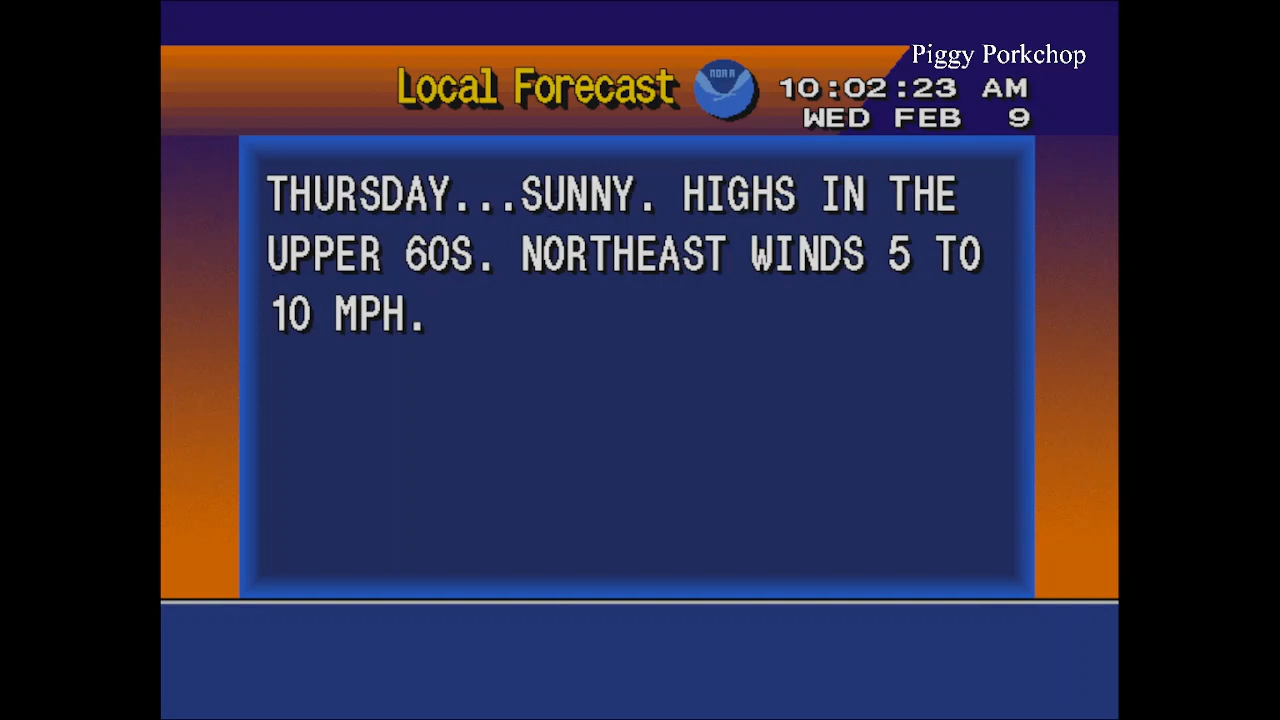 Piggy Porkchop
Local Forecast
NOAA
10:02:23 AM
WED FEB 9
THURSDAY...SUNNY. HIGHS IN THE
UPPER 60S. NORTHEAST WINDS 5 TO
10 MPH.